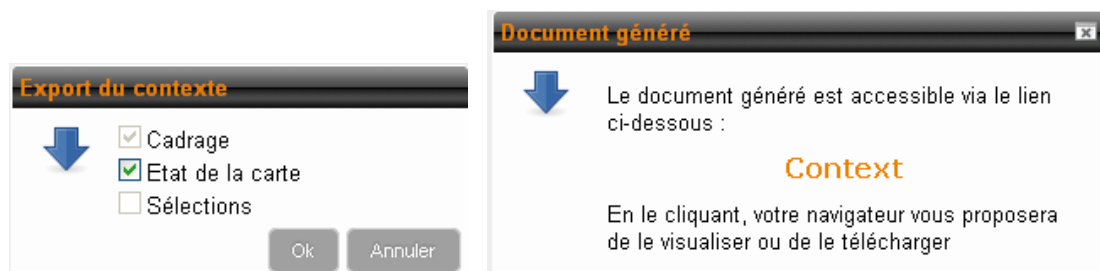 Export du contexte
Cadrage
Etat de la carte
Sélections
Ok Annuler
Document généré
Le document généré est accessible via le lien
ci-dessous :
Context
En le cliquant, votre navigateur vous proposera
de le visualiser ou de le télécharger